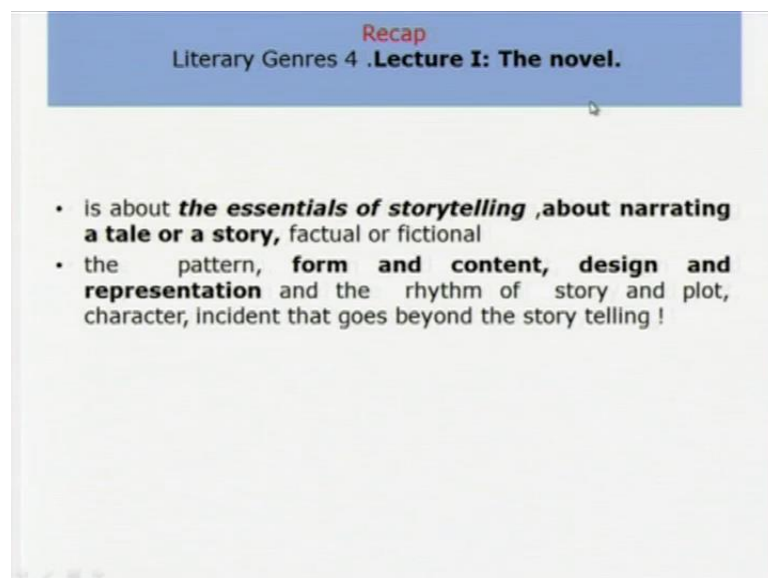 Recap
Literary Genres 4 .Lecture I: The novel.
• is about the essentials of storytelling ,about narrating
a tale or a story, factual or fictional
• the pattern, form and content, design and
representation and the rhythm of story and plot,
character, incident that goes beyond the story telling !